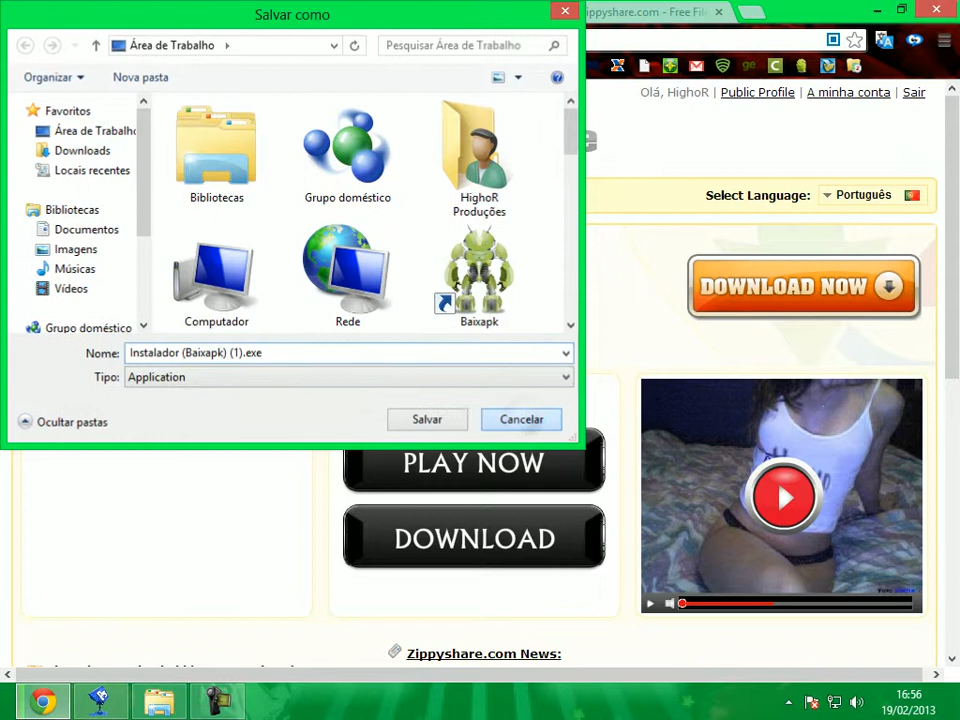 Salvar como
ippyshare.com - Free Fil
Área de Trabalho
Pesquisar Área de Trabalho
Organizar
Nova pasta
Favoritos
Área de Trabalh
Downloads
Locais recentes
Bibliotecas
Documentos
Imagens
Músicas
Vídeos
Grupo doméstico
Bibliotecas
Grupo doméstico
HighoR
Produções
Computador
Rede
Baixapk
Nome:
Instalador (Baixapk) (1).exe
Tipo:
Application
Ocultar pastas
Salvar
Cancelar
Olá, HighoR | Public Profile | A minha conta | Sair
Select Language:
Português
DOWNLOAD NOW
PLAY NOW
DOWNLOAD
Zippyshare.com News:
16:56
19/02/2013